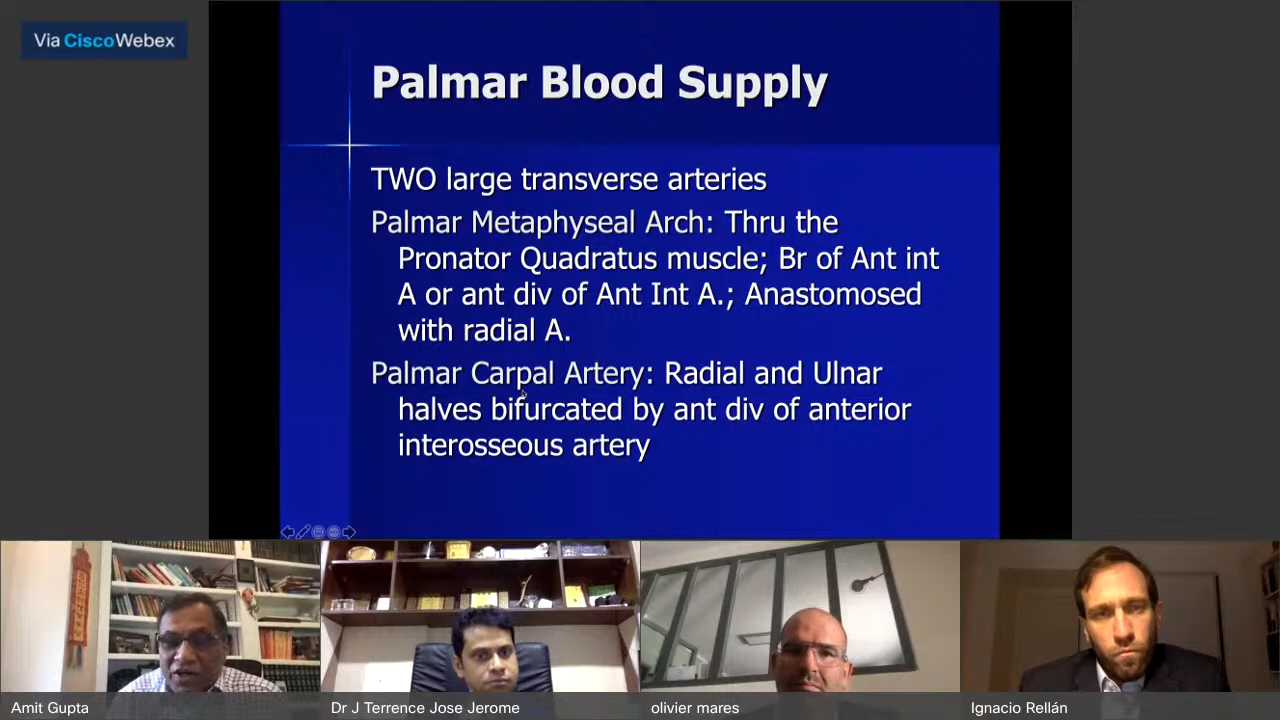 Via Cisco Webex
Palmar Blood Supply
TWO large transverse arteries
Palmar Metaphyseal Arch: Thru the
Pronator Quadratus muscle; Br of Ant int
A or ant div of Ant Int A.; Anastomosed
with radial A.
Palmar Carpal Artery: Radial and Ulnar
halves bifurcated by ant div of anterior
interosseous artery
Amit Gupta
Dr J Terrence Jose Jerome
olivier mares
Ignacio Rellán